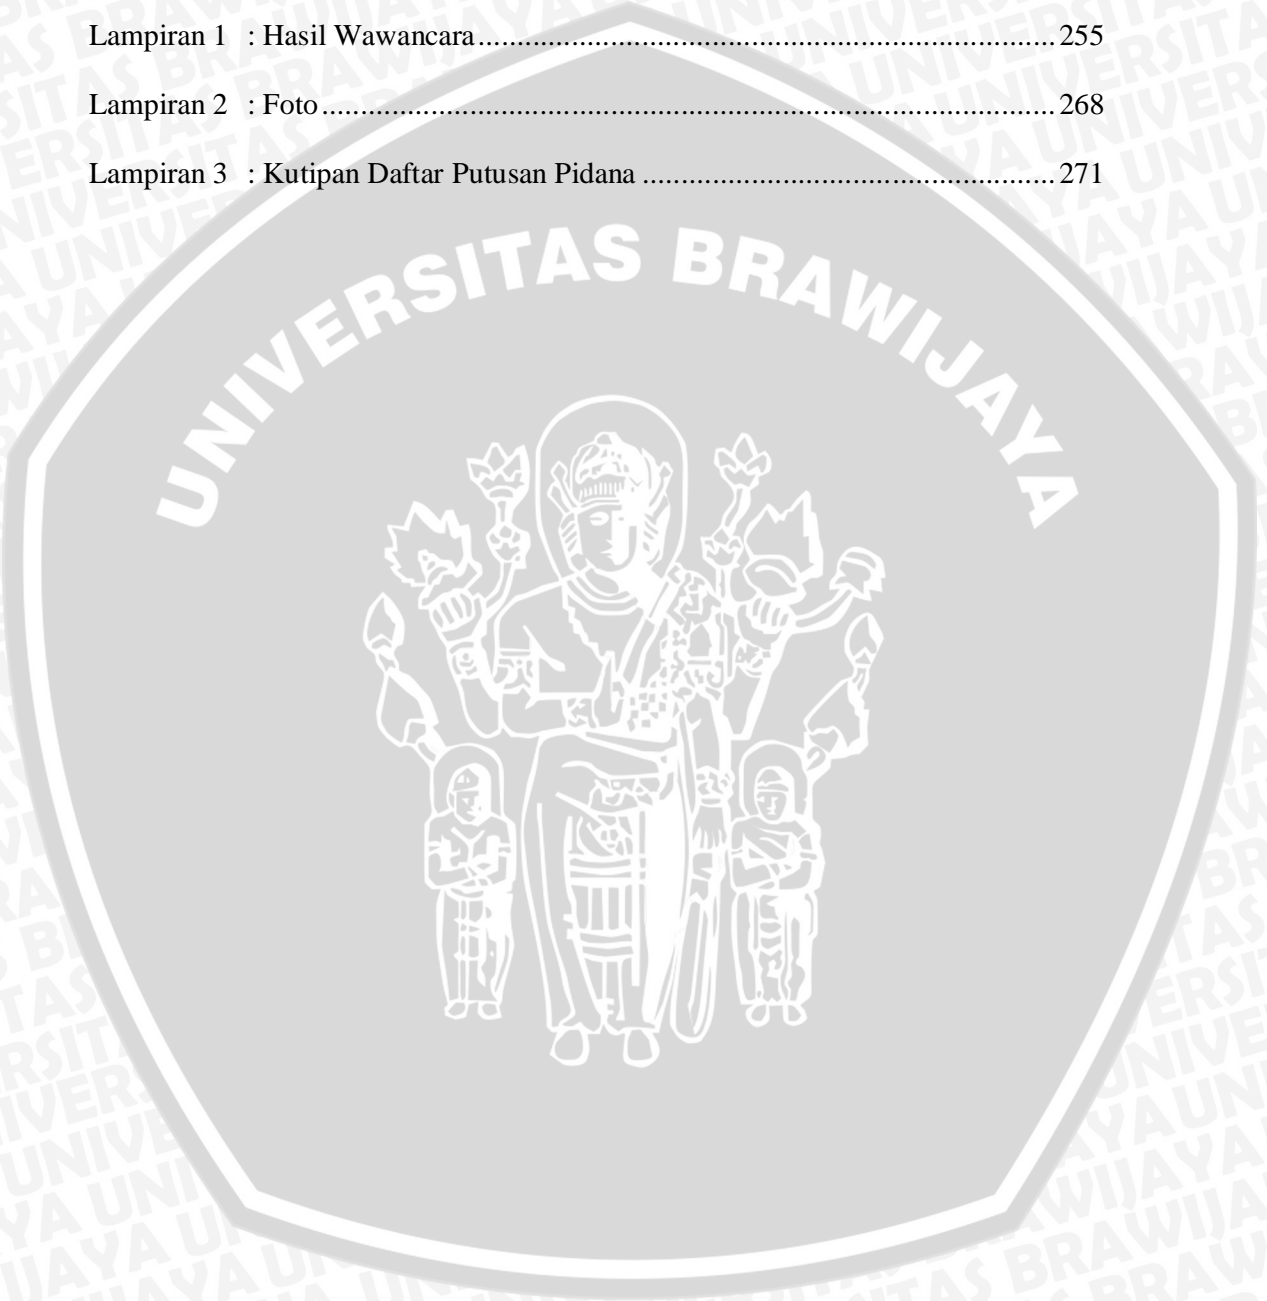 Lampiran 1 : Hasil Wawancara.......................................................................... 255
Lampiran 2 : Foto.............................................................................................. 268
Lampiran 3 : Kutipan Daftar Putusan Pidana ..................................................... 271
UNIVERSITAS BRAWIJAYA